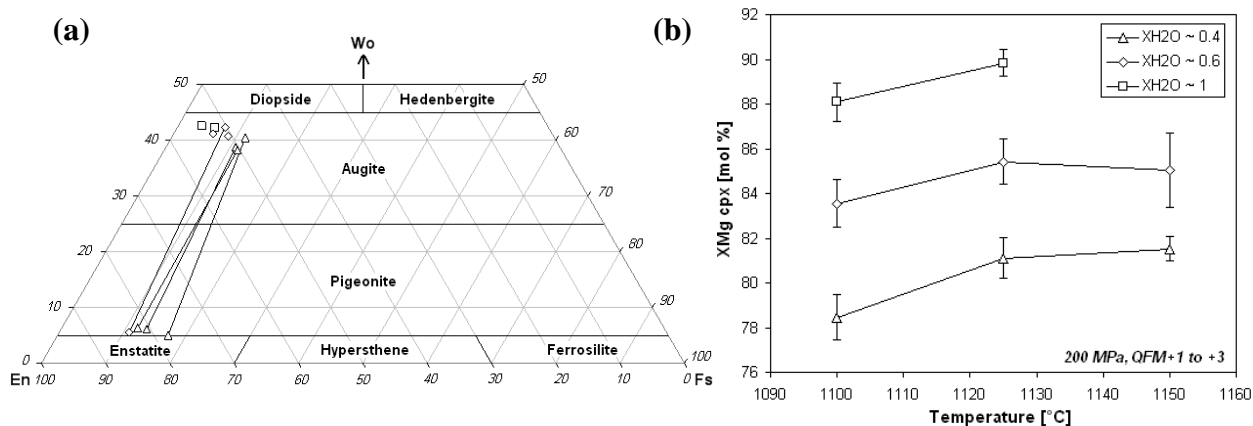 (a)
Wo
50
50
Diopside
Hedenbergite
40
60
Augite
30
70
20
80
Pigeonite
10
90
Enstatite
Hypersthene
Ferrosilite
0
100
En 100 90 80 70 60 50 40 30 20 10 0 Fs
(b)
XMg cpx [mol %]
92
90
88
86
84
82
80
78
76
XH2O ~ 0.4
XH2O ~ 0.6
XH2O ~ 1
200 MPa, QFM+1 to +3
1090 1100 1110 1120 1130 1140 1150 1160
Temperature [°C]